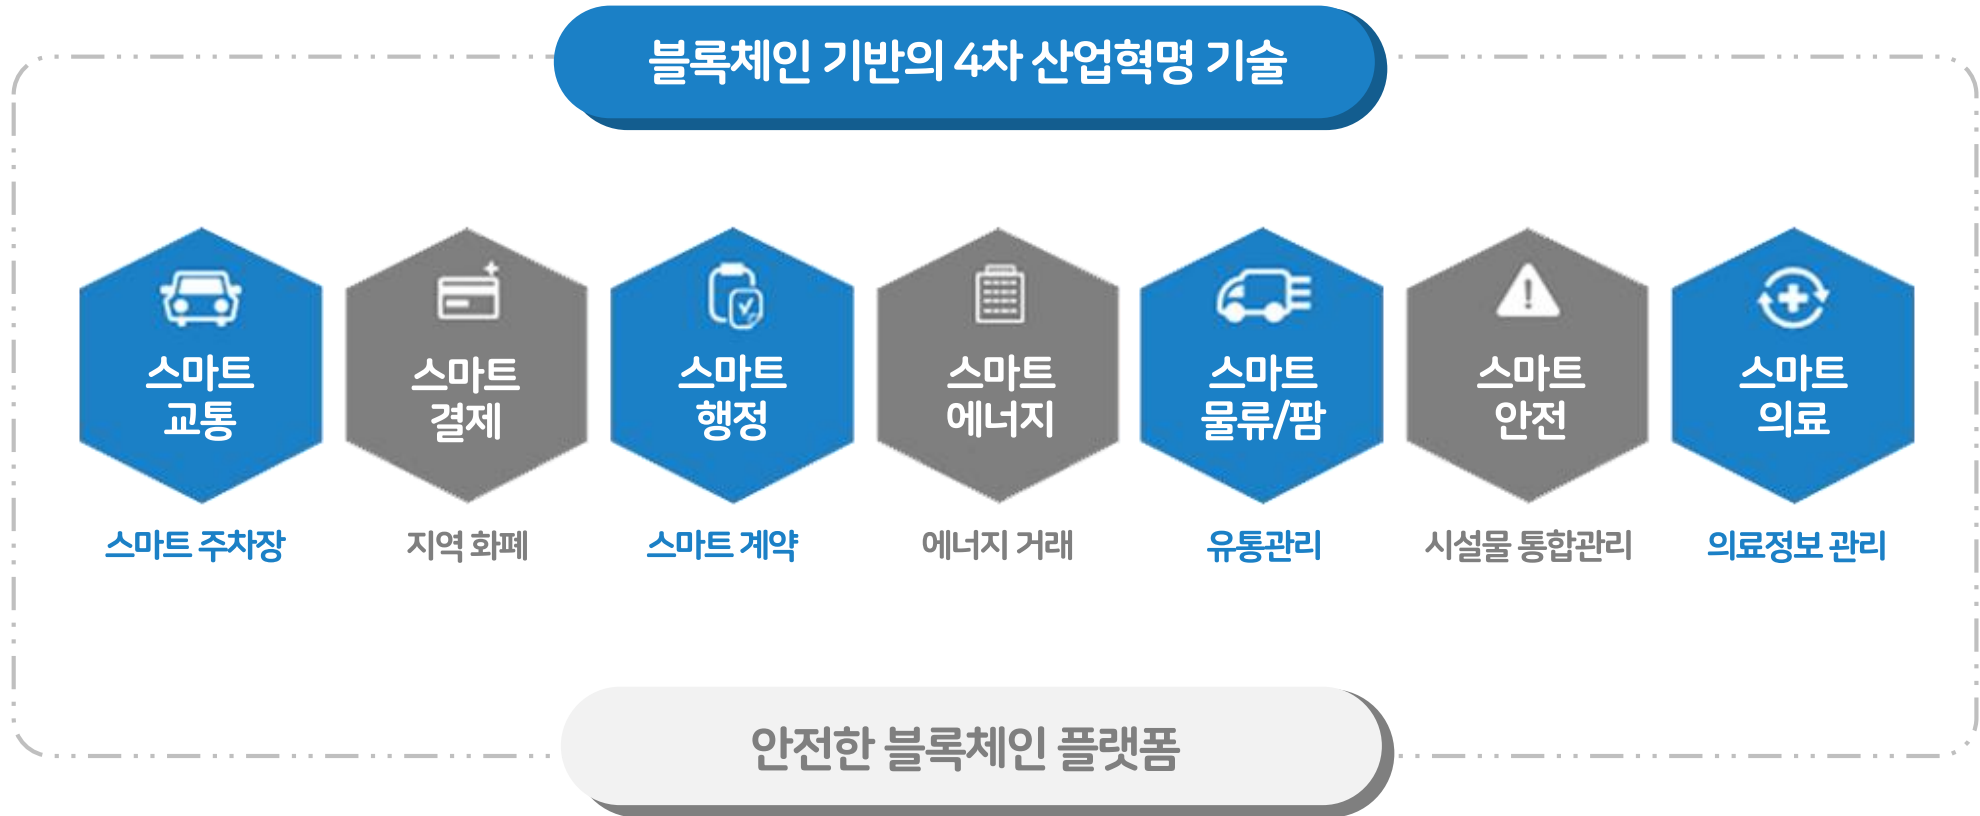 블록체인 기반의 4차 산업혁명 기술
스마트
교통
스마트
결제
스마트
행정
스마트
에너지
스마트
물류/팜
스마트
안전
스마트
의료
스마트 주차장
지역 화폐
스마트 계약
에너지 거래
유통관리
시설물 통합관리
의료정보 관리
안전한 블록체인 플랫폼